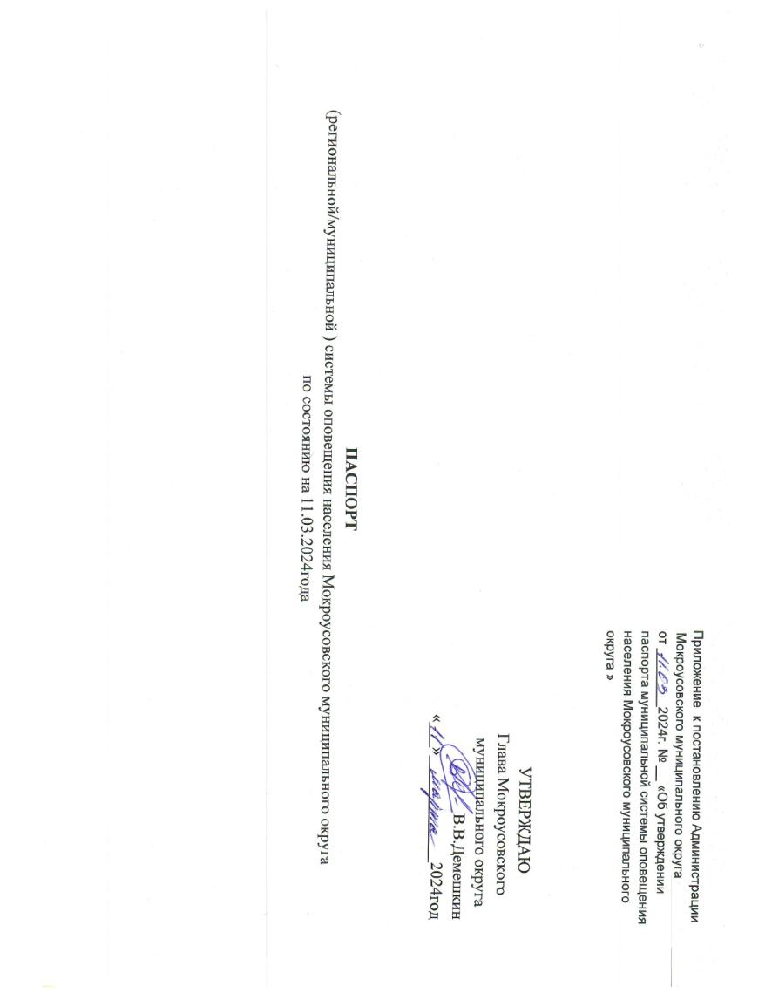 Приложение к постановлению Администрации
Мокроусовского муниципального округа
от 11.03 2024г. № __ «Об утверждении
паспорта муниципальной системы оповещения
населения Мокроусовского муниципального
округа »
УТВЕРЖДАЮ
Глава Мокроусовского
муниципального округа
В.В.Демешкин
«11» марта 2024год
ПАСПОРТ
(региональной/муниципальной ) системы оповещения населения Мокроусовского муниципального округа
по состоянию на 11.03.2024года